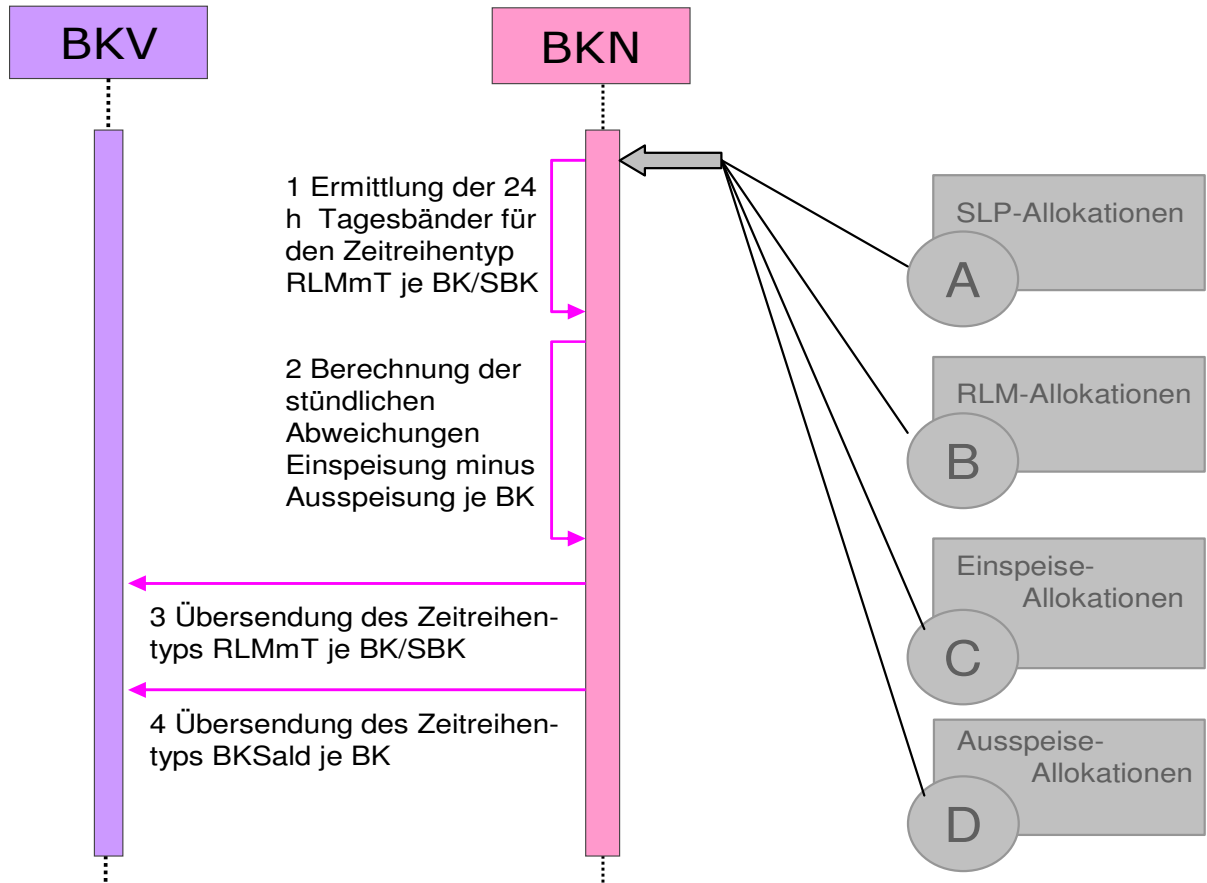 BKV
BKN
1 Ermittlung der 24
h Tagesbänder für
den Zeitreihentyp
RLMmT je BK/SBK
2 Berechnung der
stündlichen
Abweichungen
Einspeisung minus
Ausspeisung je BK
3 Übersendung des Zeitreihen-
typs RLMmT je BK/SBK
4 Übersendung des Zeitreihen-
typs BKSald je BK
SLP-Allokationen
A
RLM-Allokationen
B
Einspeise-
Allokationen
C
Ausspeise-
Allokationen
D